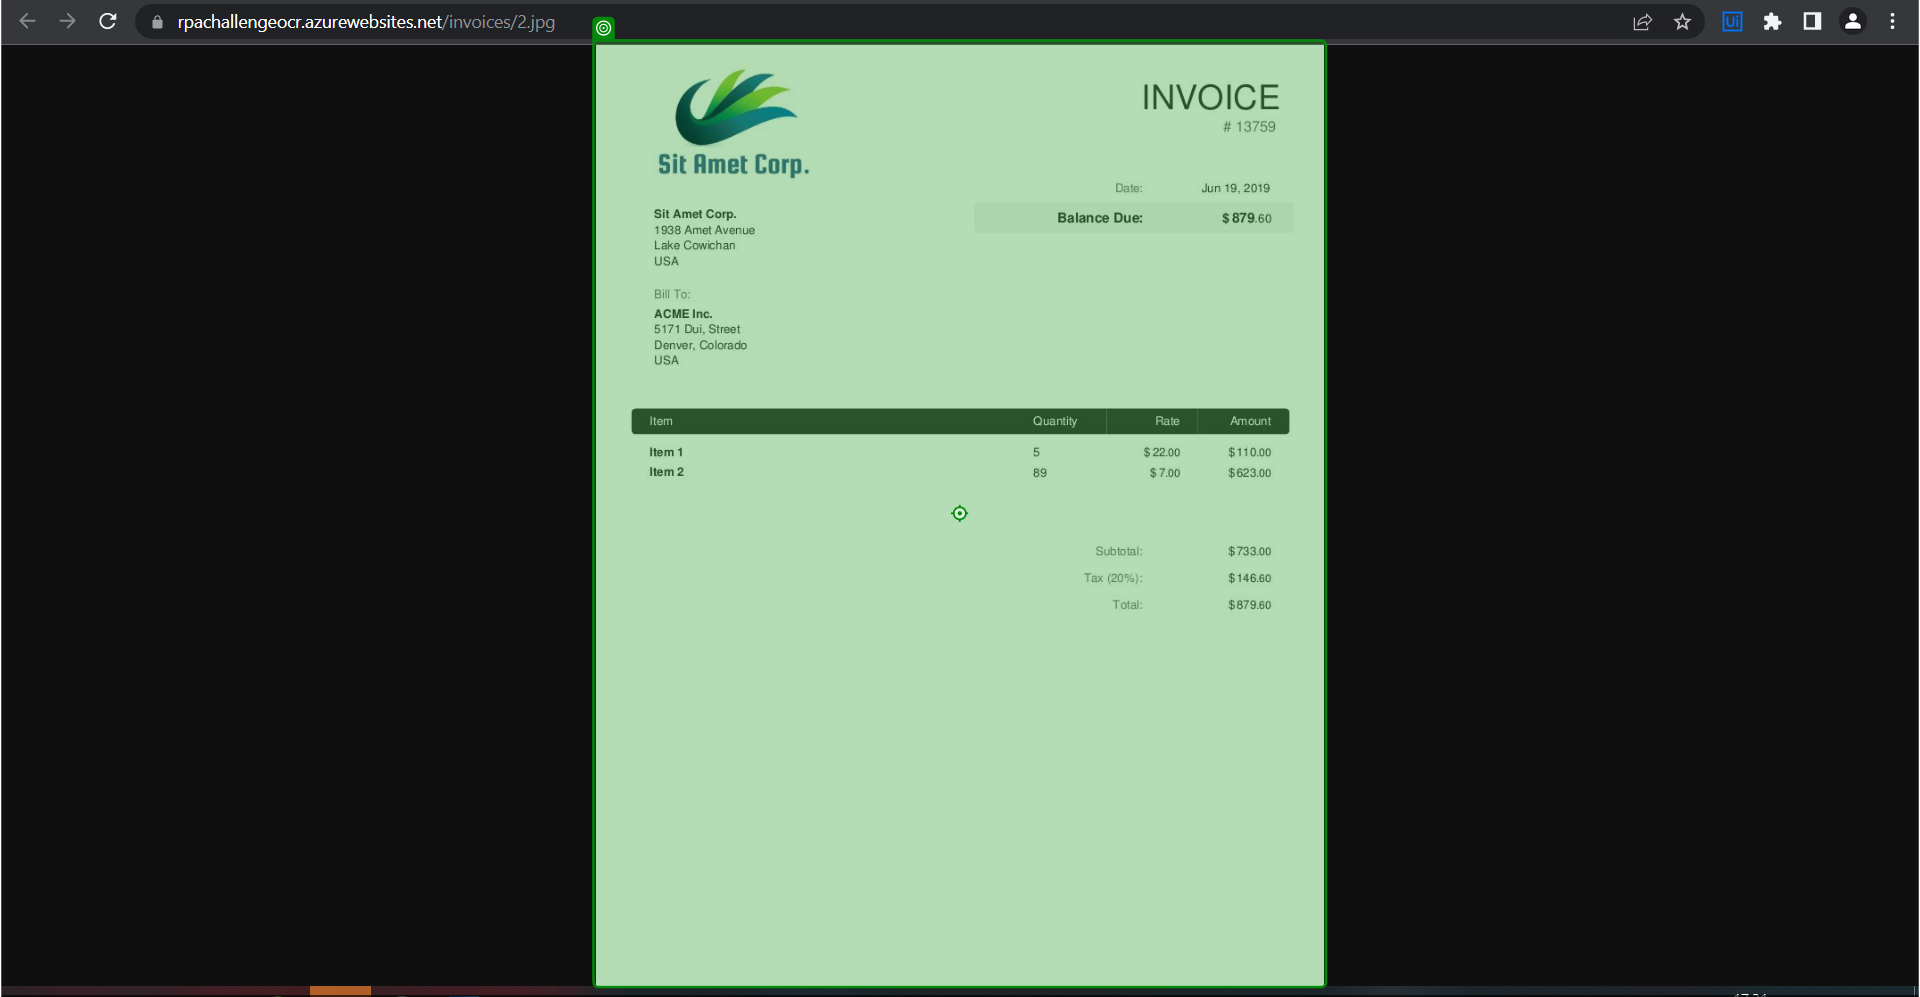 rpachallengeocr.azurewebsites.net/invoices/2.jpg
Ui
Sit Amet Corp.
INVOICE
# 13759
Date: Jun 19, 2019
Balance Due: $ 879.60
Sit Amet Corp.
1938 Amet Avenue
Lake Cowichan
USA
Bill To:
ACME Inc.
5171 Dui, Street
Denver, Colorado
USA
Item Quantity Rate Amount
Item 1 5 $ 22.00 $ 110.00
Item 2 89 $ 7.00 $ 623.00
Subtotal: $ 733.00
Tax (20%): $ 146.60
Total: $ 879.60